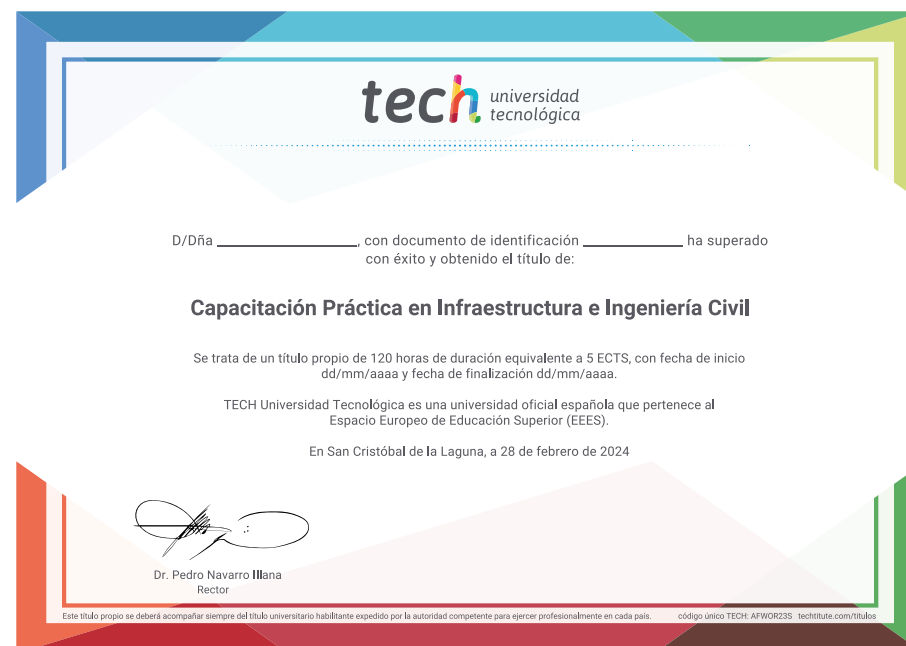 tech universidad
tecnológica
D/Dña ____________________, con documento de identificación ______________ ha superado
con éxito y obtenido el título de:
Capacitación Práctica en Infraestructura e Ingeniería Civil
Se trata de un título propio de 120 horas de duración equivalente a 5 ECTS, con fecha de inicio
dd/mm/aaaa y fecha de finalización dd/mm/aaaa.
TECH Universidad Tecnológica es una universidad oficial española que pertenece al
Espacio Europeo de Educación Superior (EEES).
En San Cristóbal de la Laguna, a 28 de febrero de 2024
Dr. Pedro Navarro Illana
Rector
Este título propio se deberá acompañar siempre del título universitario habilitante expedido por la autoridad competente para ejercer profesionalmente en cada país. código único TECH: AFWOR23S techtitute.com/titulos